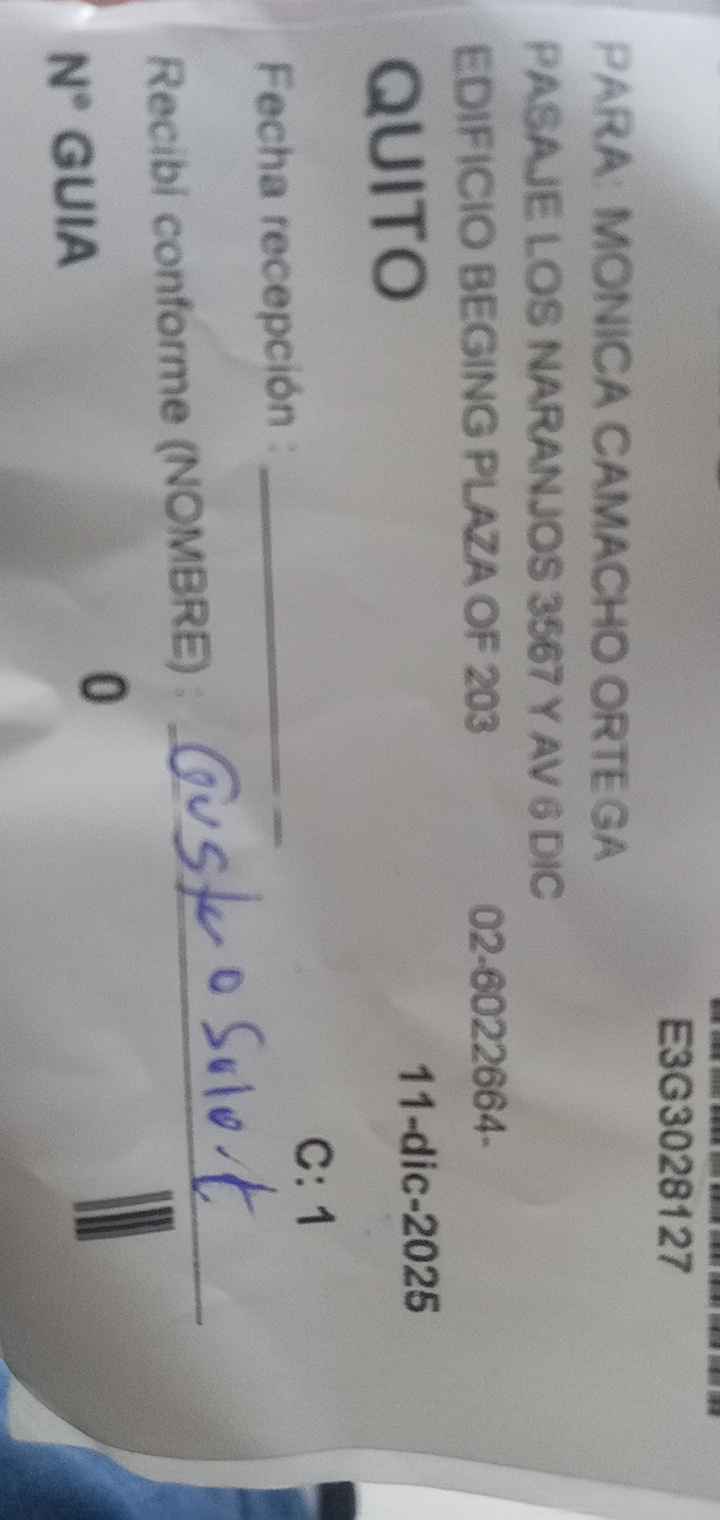 E3G3028127
PARA: MONICA CAMACHO ORTEGA
PASAJE LOS NARANJOS 3567 Y AV 6 DIC
EDIFICIO BEGING PLAZA OF 203 02-6022664-
QUITO 11-dic-2025
Fecha recepción :
C: 1
Recibí conforme (NOMBRE) :
N° GUIA 0